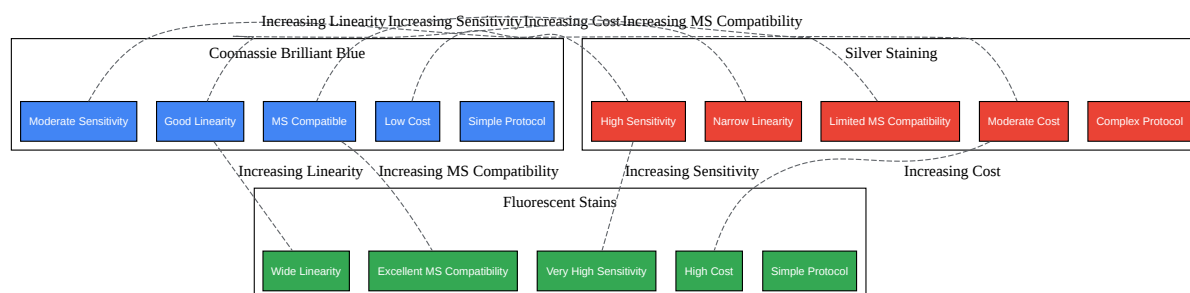 Increasing Linearity Increasing Sensitivity Increasing Cost Increasing MS Compatibility
Coomassie Brilliant Blue
Silver Staining
Moderate Sensitivity
Good Linearity
MS Compatible
Low Cost
Simple Protocol
High Sensitivity
Narrow Linearity
Limited MS Compatibility
Moderate Cost
Complex Protocol
Increasing Linearity
Increasing MS Compatibility
Increasing Sensitivity
Increasing Cost
Fluorescent Stains
Wide Linearity
Excellent MS Compatibility
Very High Sensitivity
High Cost
Simple Protocol